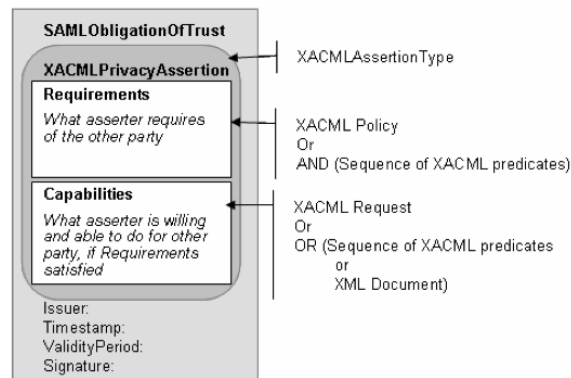 SAMLObligationOfTrust
XACMLPrivacyAssertion
Requirements
What asserter requires
of the other party
Capabilities
What asserter is willing
and able to do for other
party, if Requirements
satisfied
Issuer:
Timestamp:
ValidityPeriod:
Signature:
XACMLAssertionType
XACML Policy
Or
AND (Sequence of XACML predicates)
XACML Request
Or
OR (Sequence of XACML predicates
or
XML Document)